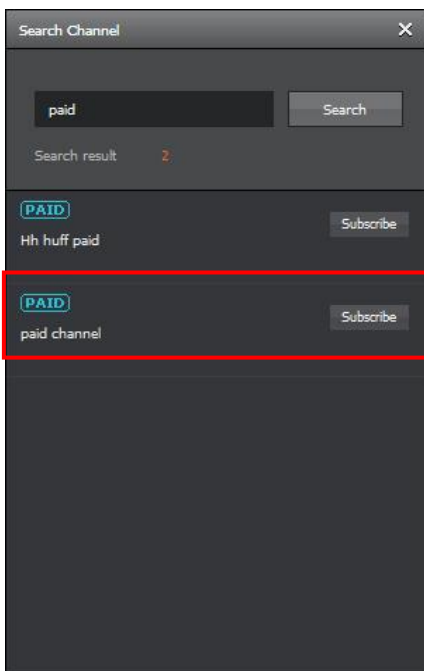 Search Channel
paid
Search
Search result 2
PAID
Hh huff paid
Subscribe
PAID
paid channel
Subscribe